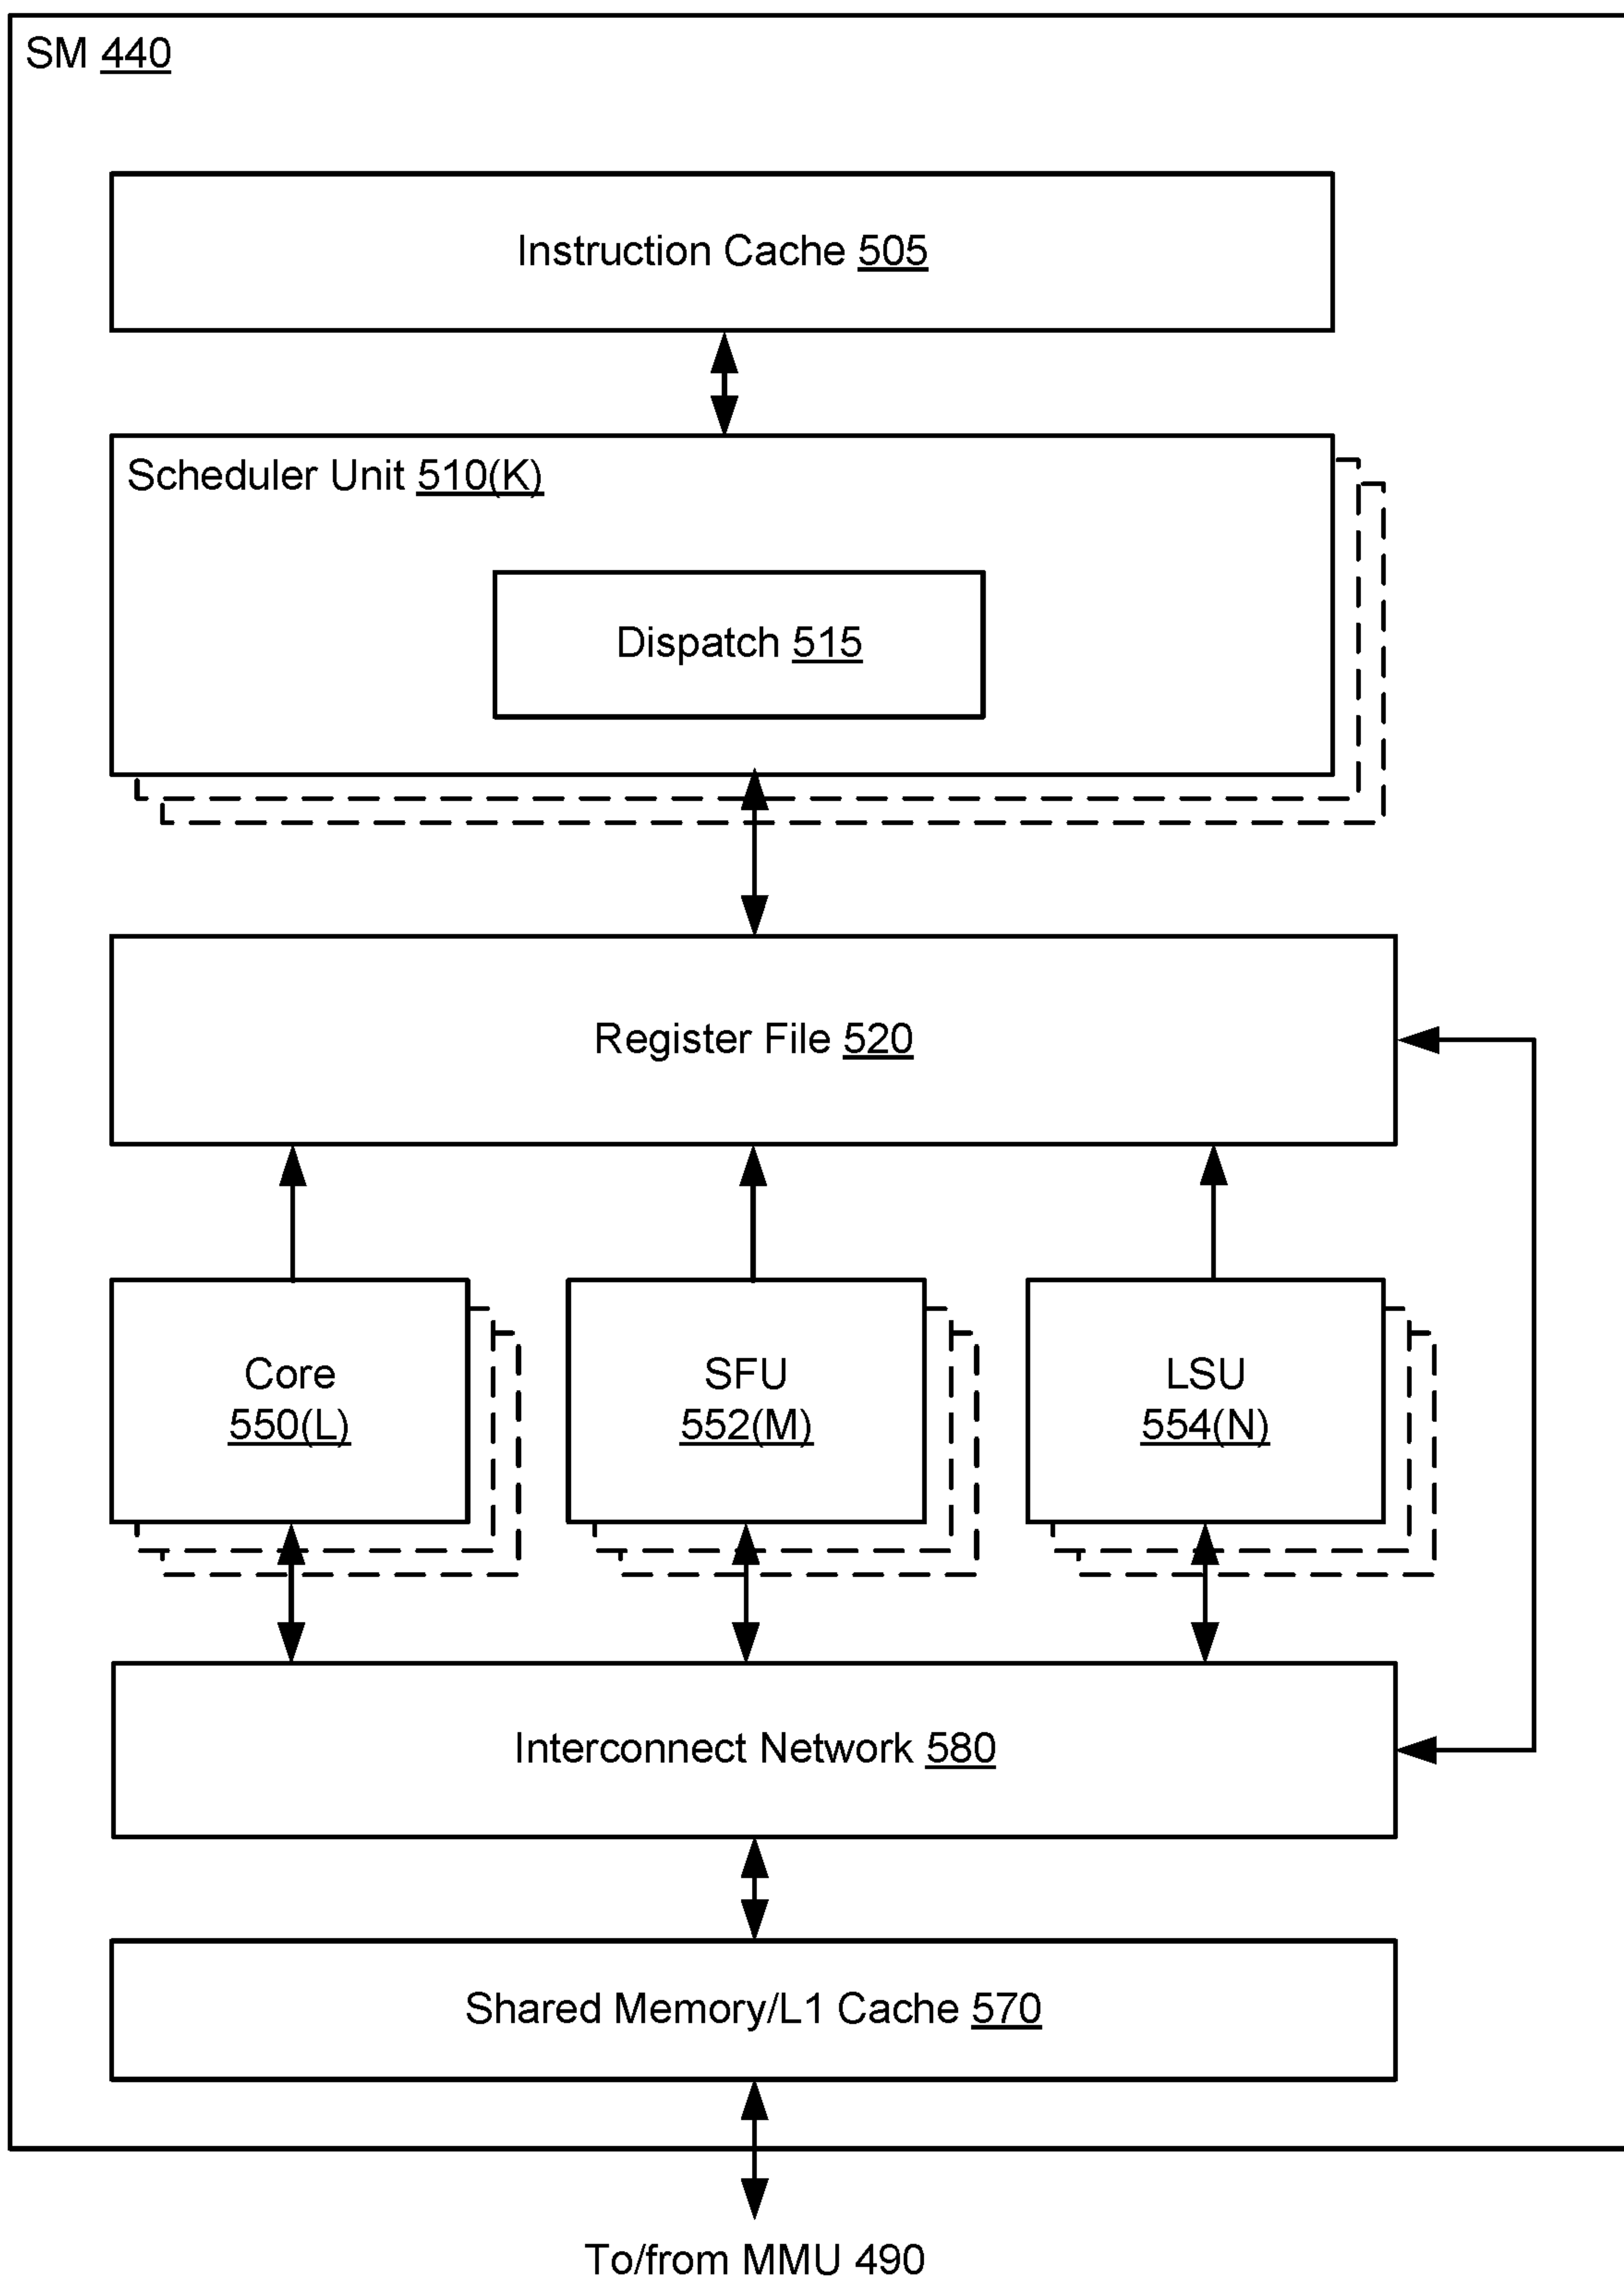 SM 440
Instruction Cache 505
Scheduler Unit 510(K)
Dispatch 515
Register File 520
Core
550(L)
SFU
552(M)
LSU
554(N)
Interconnect Network 580
Shared Memory/L1 Cache 570
To/from MMU 490